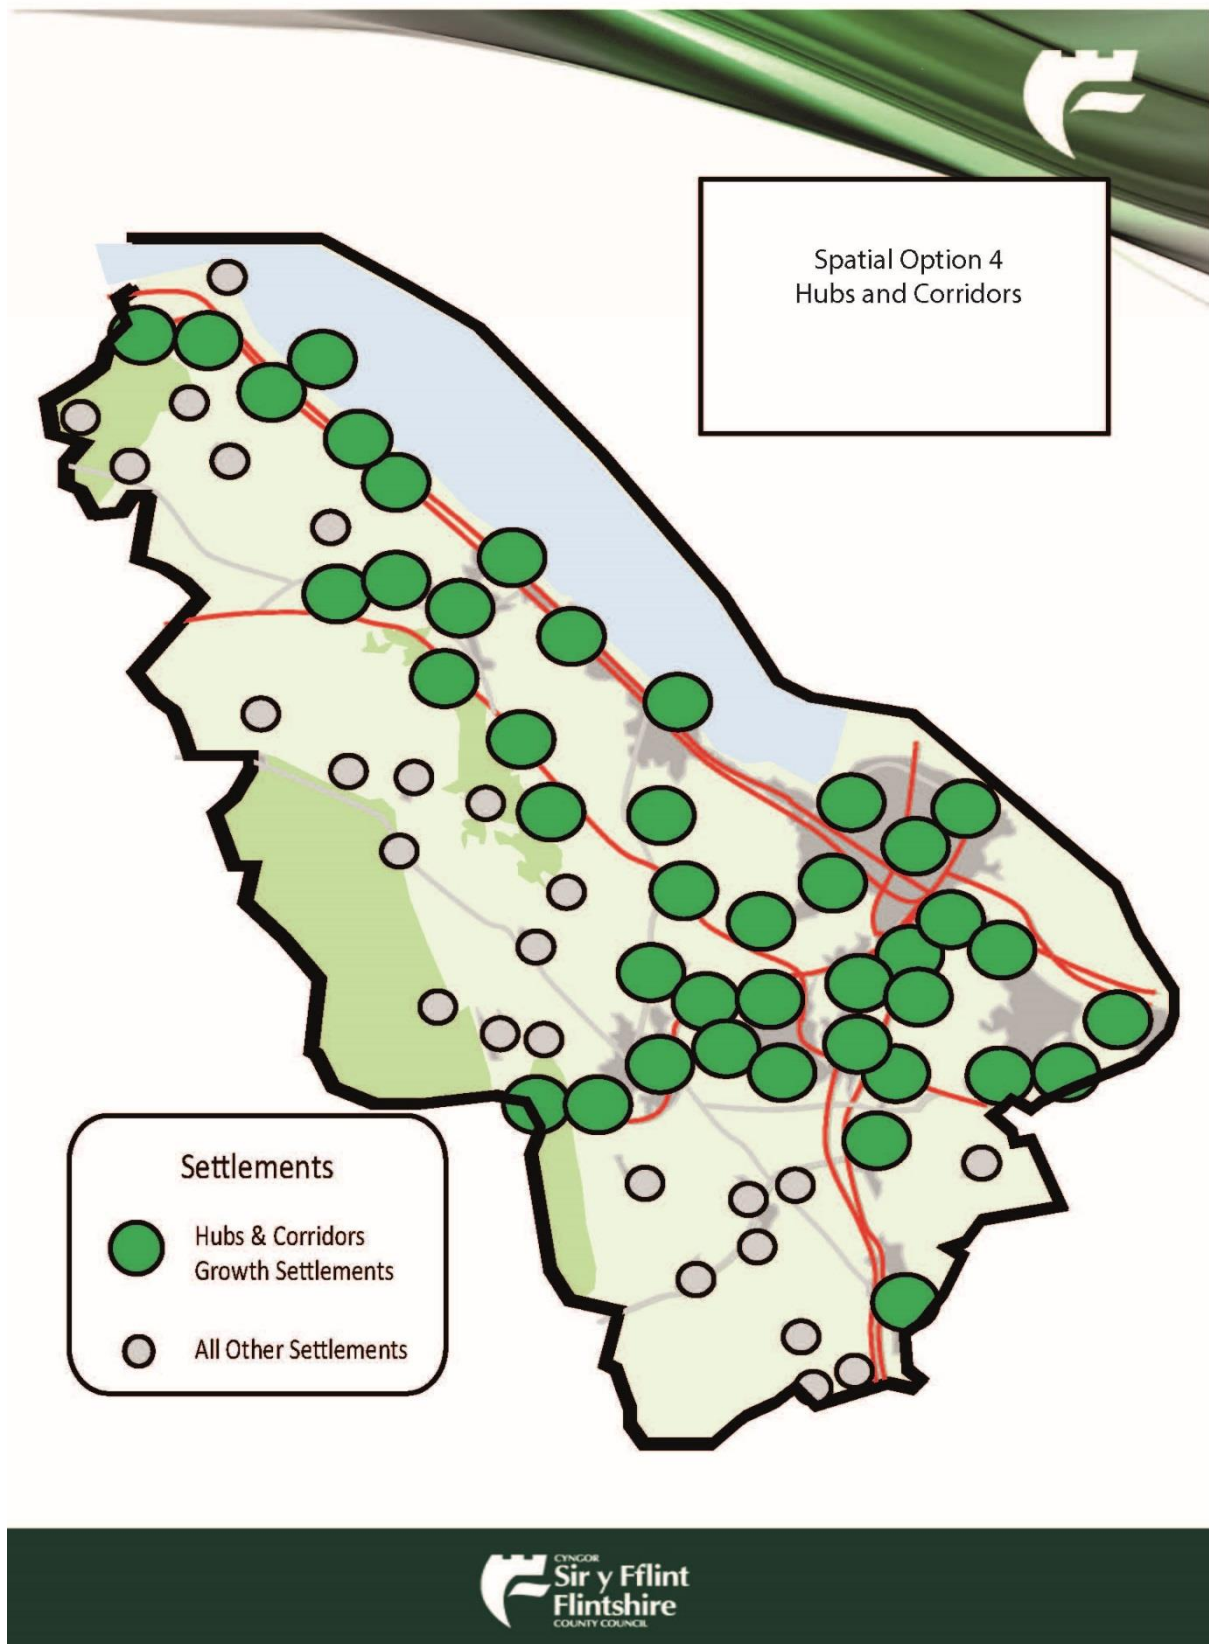 Spatial Option 4
Hubs and Corridors
Settlements
Hubs & Corridors
Growth Settlements
All Other Settlements
CYNGOR
Sir y Fflint
Flintshire
COUNTY COUNCIL